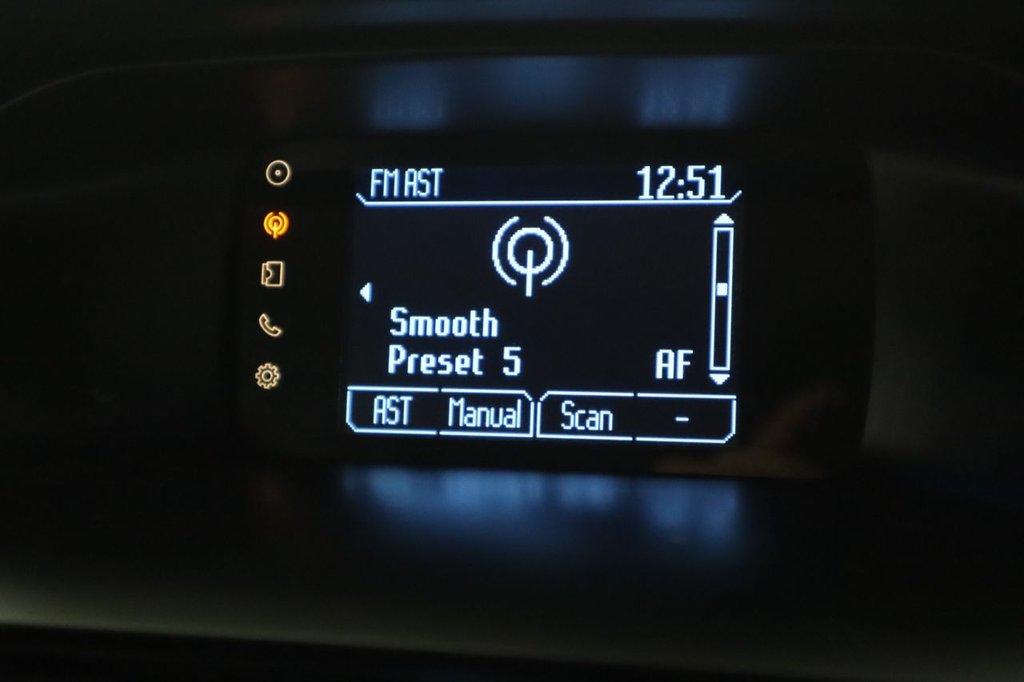 FM AST 12:51
Smooth
Preset 5 AF
AST Manual Scan -